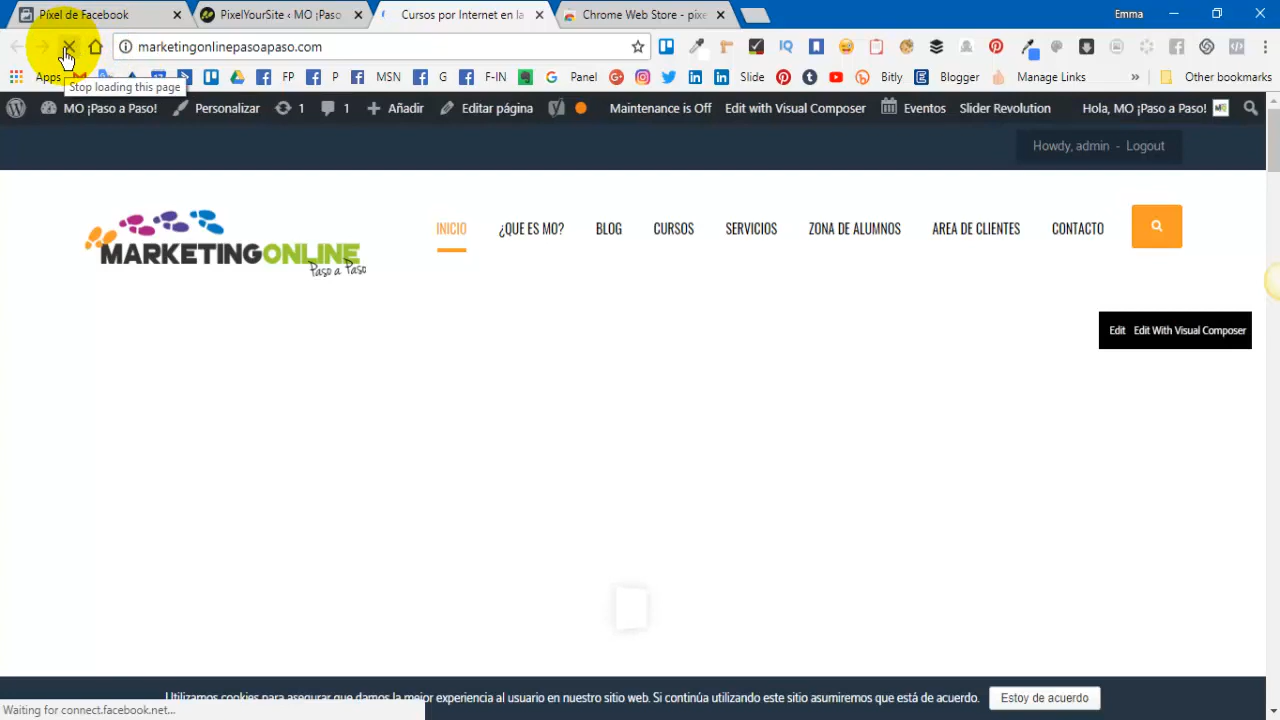 Píxel de Facebook
PixelYourSite ‹ MO ¡Paso
Cursos por Internet en la
Chrome Web Store - pixe
Emma
marketingonlinepasoapaso.com
Apps
FP
P
MSN
G
F-IN
Panel
Slide
Bitly
Blogger
Manage Links
»
Other Bookmarks
Stop loading this page
MO ¡Paso a Paso!
Personalizar
1
1
Añadir
Editar página
Maintenance is Off
Edit with Visual Composer
Eventos
Slider Revolution
Hola, MO ¡Paso a Paso!
Howdy, admin - Logout
MARKETINGONLINE
Paso a Paso
INICIO
¿QUE ES MO?
BLOG
CURSOS
SERVICIOS
ZONA DE ALUMNOS
AREA DE CLIENTES
CONTACTO
Edit Edit With Visual Composer
Utilizamos cookies para asegurar que damos la mejor experiencia al usuario en nuestro sitio web. Si continúa utilizando este sitio asumiremos que está de acuerdo.
Estoy de acuerdo
Waiting for connect.facebook.net...